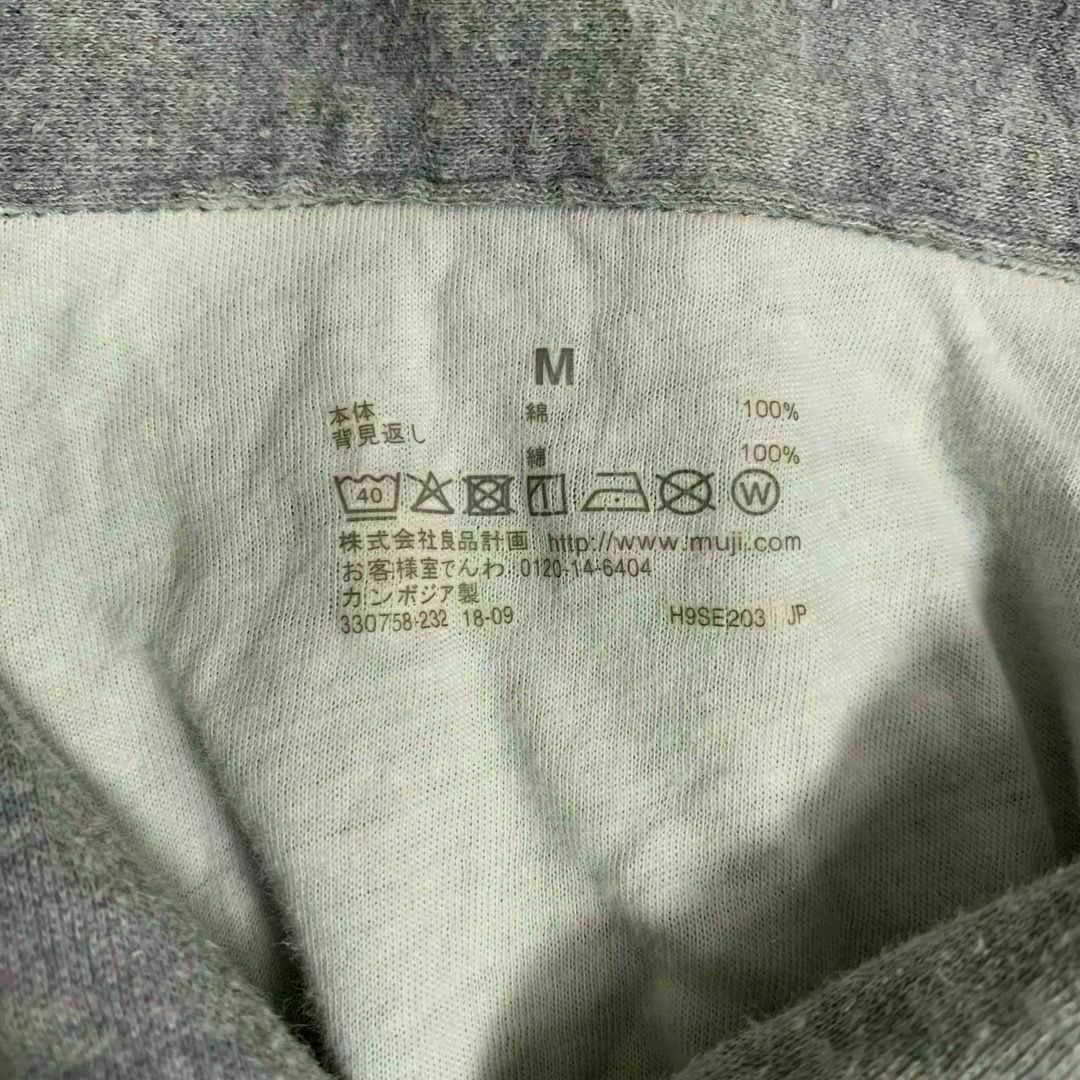 M
本体 綿 100%
背見返し 綿 100%
40 W
株式会社良品計画 http://www.muji.com
お客様室でんわ 0120-14-6404
カンボジア製
330758-232 18-09 H9SE203 JP